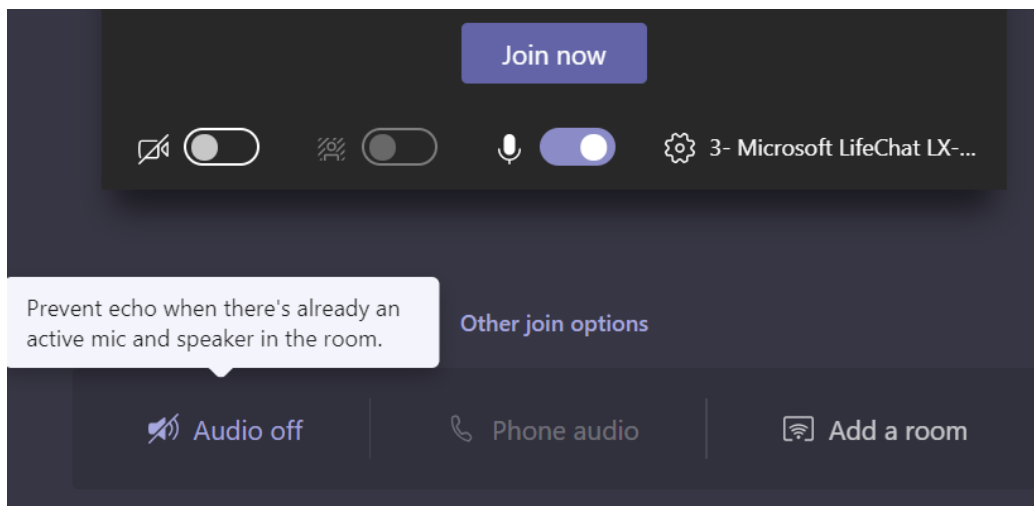 Join now
3- Microsoft LifeChat LX-...
Prevent echo when there's already an
active mic and speaker in the room.
Other join options
Audio off
Phone audio
Add a room